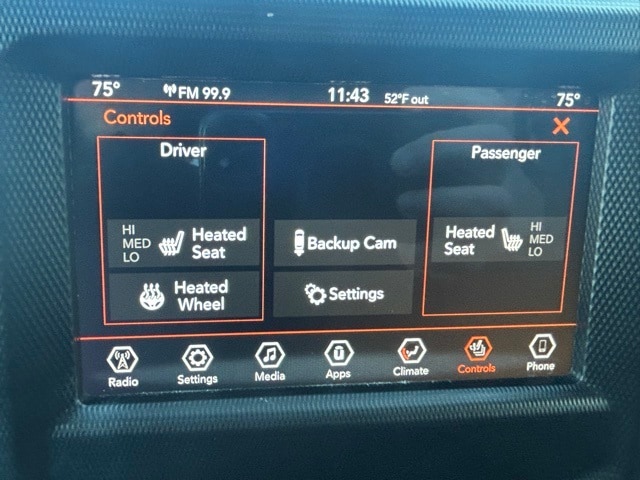 75° FM 99.9 11:43 52°F out 75°
Controls
Driver
HI
MED
LO
Heated
Seat
Heated
Wheel
Backup Cam
Settings
Passenger
Heated
Seat
HI
MED
LO
Radio Settings Media Apps Climate Controls Phone